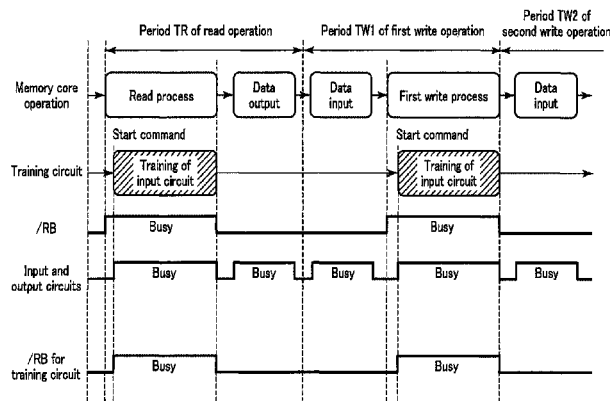 Period TW2 of
Period TR of read operation Period TW1 of first write operation second write operation
Memory core
operation
Read process
Data
output
Data
input
First write process
Data
input
Start command Start command
Training circuit
Training of
input circuit
Training of
input circuit
/RB Busy Busy
Input and
output circuits
Busy Busy Busy Busy Busy
/RB for
training circuit
Busy Busy